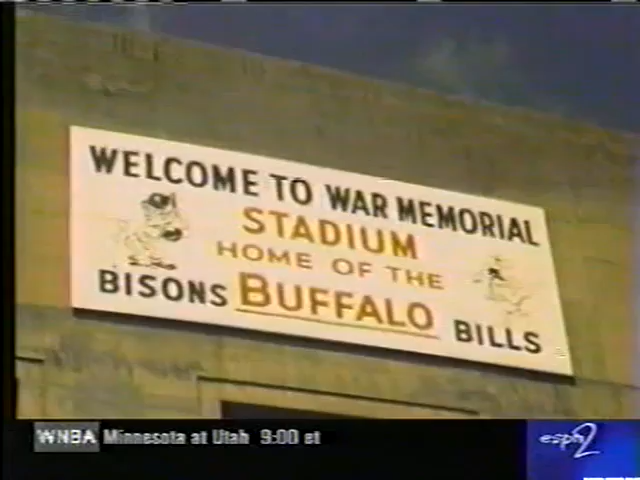 WELCOME TO WAR MEMORIAL
STADIUM
HOME OF THE
BISONS BUFFALO BILLS
WNBA Minnesota at Utah 9:00 et
espn2